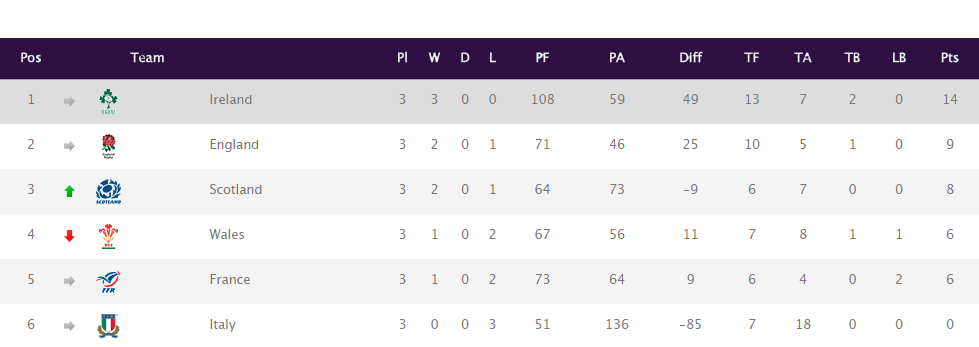 Pos Team Pl W D L PF PA Diff TF TA TB LB Pts
1 Ireland 3 3 0 0 108 59 49 13 7 2 0 14
2 England 3 2 0 1 71 46 25 10 5 1 0 9
3 SCOTLAND Scotland 3 2 0 1 64 73 -9 6 7 0 0 8
4 Wales 3 1 0 2 67 56 11 7 8 1 1 6
5 FFR France 3 1 0 2 73 64 9 6 4 0 2 6
6 Italy 3 0 0 3 51 136 -85 7 18 0 0 0